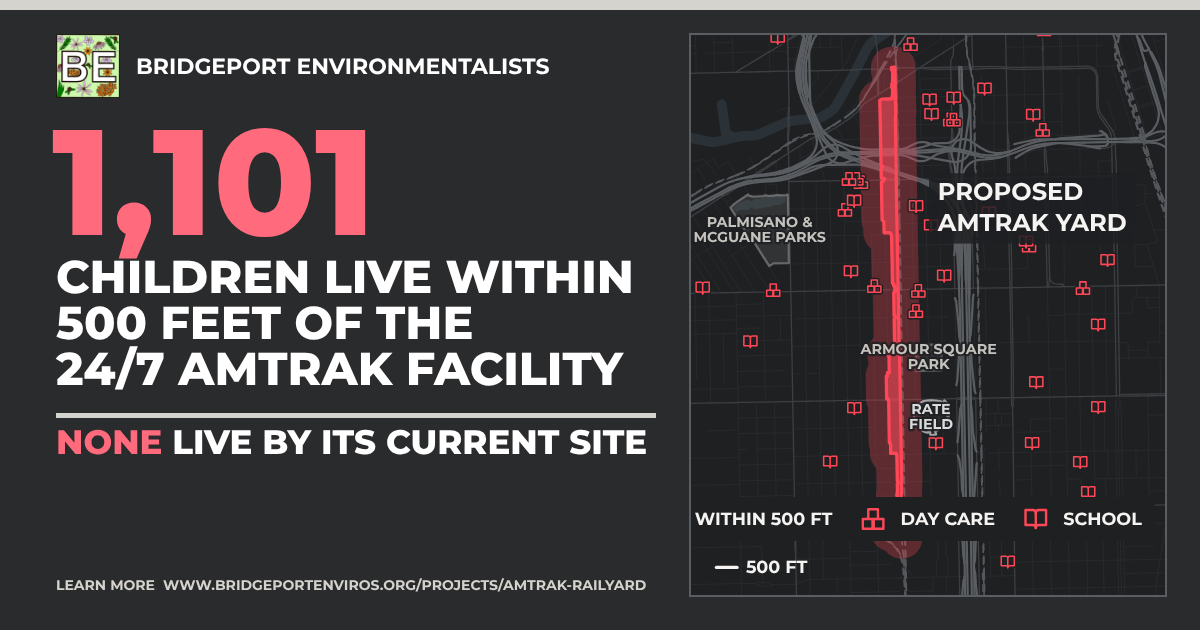 BE
BRIDGEPORT ENVIRONMENTALISTS
1,101
CHILDREN LIVE WITHIN
500 FEET OF THE
24/7 AMTRAK FACILITY
NONE LIVE BY ITS CURRENT SITE
LEARN MORE WWW.BRIDGEPORTENVIROS.ORG/PROJECTS/AMTRAK-RAILYARD
PROPOSED
AMTRAK YARD
PALMISANO &
MCGUANE PARKS
ARMOUR SQUARE
PARK
RATE
FIELD
WITHIN 500 FT
DAY CARE
SCHOOL
500 FT